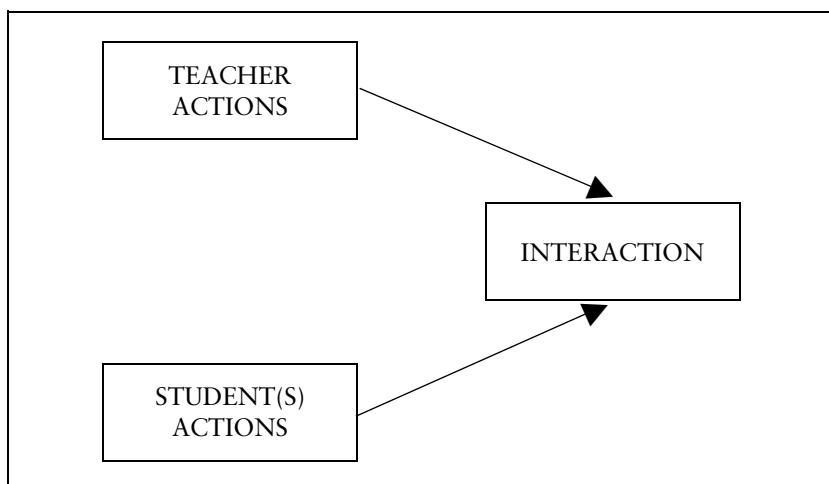 TEACHER
ACTIONS
INTERACTION
STUDENT(S)
ACTIONS